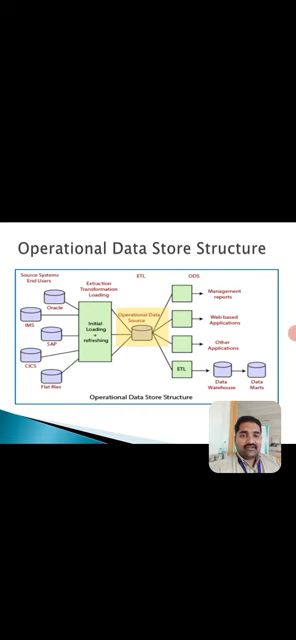 Operational Data Store Structure
Source Systems
End Users
Extraction
Transformation
Loading
ETL
ODS
Oracle
IMS
SAP
CICS
Flat files
Initial
Loading
+
refreshing
Operational Data
Source
Management
reports
Web based
Applications
Other
Applications
ETL
Data
Warehouse
Data
Marts
Operational Data Store Structure